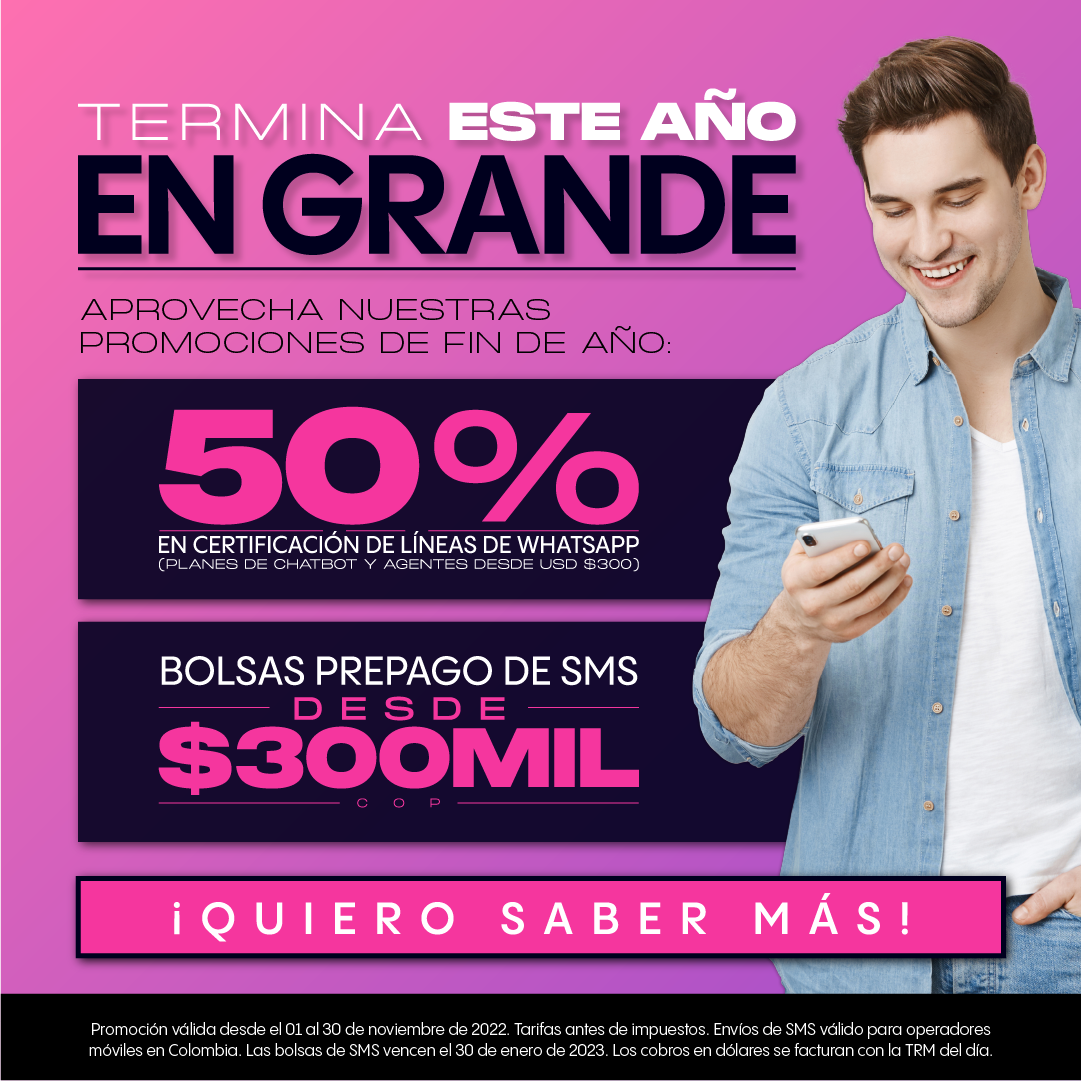 TERMINA ESTE AÑO
EN GRANDE
APROVECHA NUESTRAS
PROMOCIONES DE FIN DE AÑO:
50%
EN CERTIFICACIÓN DE LÍNEAS DE WHATSAPP
(PLANES DE CHATBOT Y AGENTES DESDE USD $300)
BOLSAS PREPAGO DE SMS
DESDE
$300MIL
COP
¡QUIERO SABER MÁS!
Promoción válida desde el 01 al 30 de noviembre de 2022. Tarifas antes de impuestos. Envíos de SMS válido para operadores
móviles en Colombia. Las bolsas de SMS vencen el 30 de enero de 2023. Los cobros en dólares se facturan con la TRM del día.